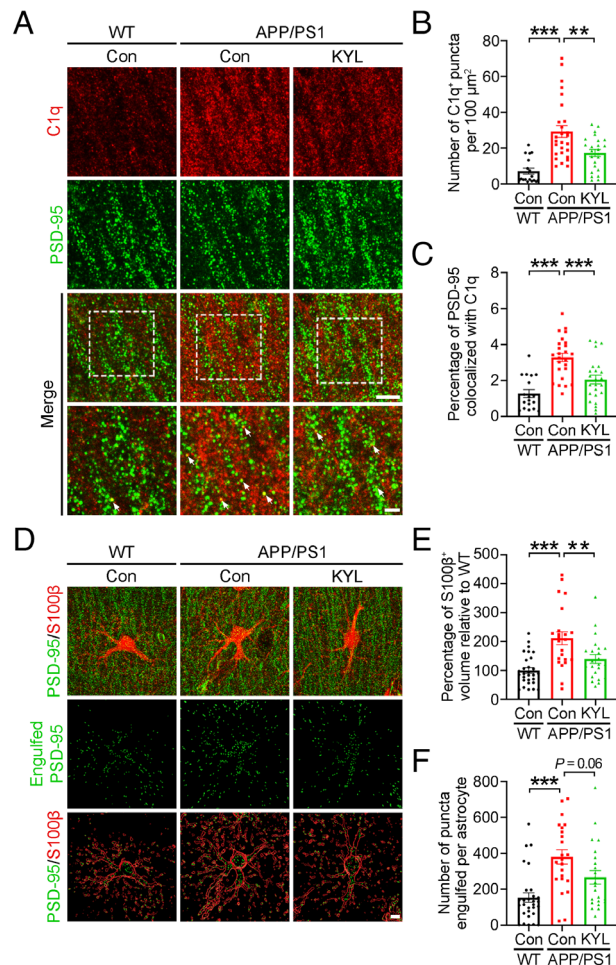 A
WT
APP/PS1
Con
Con
KYL
C1q
PSD-95
Merge
B
Number of C1q⁺ puncta
per 100 µm²
80
60
40
20
0
***
**
Con
Con
KYL
WT
APP/PS1
C
Percentage of PSD-95
colocalized with C1q
8
6
4
2
0
***
***
Con
Con
KYL
WT
APP/PS1
D
WT
APP/PS1
Con
Con
KYL
PSD-95/S100β
Engulfed
PSD-95
PSD-95/S100β
E
Percentage of S100β⁺
volume relative to WT
500
400
300
200
100
0
***
**
Con
Con
KYL
WT
APP/PS1
F
Number of puncta
engulfed per astrocyte
800
600
400
200
0
***
P = 0.06
Con
Con
KYL
WT
APP/PS1